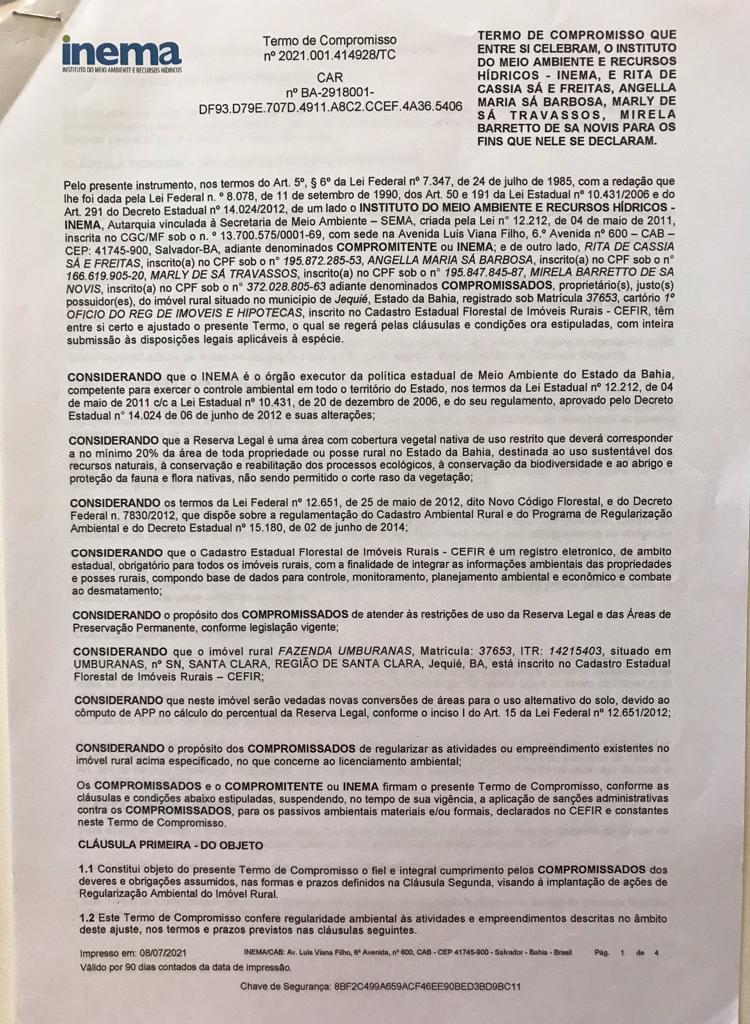 inema
INSTITUTO DO MEIO AMBIENTE E RECURSOS HÍDRICOS
Termo de Compromisso
nº 2021.001.414928/TC
CAR
nº BA-2918001-
DF93.D79E.707D.4911.A8C2.CCEF.4A36.5406
TERMO DE COMPROMISSO QUE
ENTRE SI CELEBRAM, O INSTITUTO
DO MEIO AMBIENTE E RECURSOS
HÍDRICOS - INEMA, E RITA DE
CASSIA SÁ E FREITAS, ANGELLA
MARIA SÁ BARBOSA, MARLY DE
SÁ TRAVASSOS, MIRELA
BARRETTO DE SA NOVIS PARA OS
FINS QUE NELE SE DECLARAM.
Pelo presente instrumento, nos termos do Art. 5º, § 6º da Lei Federal nº 7.347, de 24 de julho de 1985, com a redação que
lhe foi dada pela Lei Federal n. º 8.078, de 11 de setembro de 1990, dos Art. 50 e 191 da Lei Estadual nº 10.431/2006 e do
Art. 291 do Decreto Estadual nº 14.024/2012, de um lado o INSTITUTO DO MEIO AMBIENTE E RECURSOS HÍDRICOS -
INEMA, Autarquia vinculada à Secretaria de Meio Ambiente – SEMA, criada pela Lei n° 12.212, de 04 de maio de 2011,
inscrita no CGC/MF sob o n. º 13.700.575/0001-69, com sede na Avenida Luis Viana Filho, 6.º Avenida nº 600 – CAB –
CEP: 41745-900, Salvador-BA, adiante denominados COMPROMITENTE ou INEMA; e de outro lado, RITA DE CASSIA
SÁ E FREITAS, inscrito(a) no CPF sob o n° 195.872.285-53, ANGELLA MARIA SÁ BARBOSA, inscrito(a) no CPF sob o n°
166.619.905-20, MARLY DE SÁ TRAVASSOS, inscrito(a) no CPF sob o n° 195.847.845-87, MIRELA BARRETTO DE SA
NOVIS, inscrito(a) no CPF sob o n° 372.028.805-63 adiante denominados COMPROMISSADOS, proprietário(s), justo(s)
possuidor(es), do imóvel rural situado no municipio de Jequié, Estado da Bahia, registrado sob Matrícula 37653, cartório 1º
OFICIO DO REG DE IMOVEIS E HIPOTECAS, inscrito no Cadastro Estadual Florestal de Imóveis Rurais - CEFIR, têm
entre si certo e ajustado o presente Termo, o qual se regerá pelas cláusulas e condições ora estipuladas, com inteira
submissão às disposições legais aplicáveis à espécie.
CONSIDERANDO que o INEMA é o órgão executor da política estadual de Meio Ambiente do Estado da Bahia,
competente para exercer o controle ambiental em todo o território do Estado, nos termos da Lei Estadual nº 12.212, de 04
de maio de 2011 c/c a Lei Estadual nº 10.431, de 20 de dezembro de 2006, e do seu regulamento, aprovado pelo Decreto
Estadual n° 14.024 de 06 de junho de 2012 e suas alterações;
CONSIDERANDO que a Reserva Legal é uma área com cobertura vegetal nativa de uso restrito que deverá corresponder
a no mínimo 20% da área de toda propriedade ou posse rural no Estado da Bahia, destinada ao uso sustentável dos
recursos naturais, à conservação e reabilitação dos processos ecológicos, à conservação da biodiversidade e ao abrigo e
proteção da fauna e flora nativas, não sendo permitido o corte raso da vegetação;
CONSIDERANDO os termos da Lei Federal nº 12.651, de 25 de maio de 2012, dito Novo Código Florestal, e do Decreto
Federal n. 7830/2012, que dispõe sobre a regulamentação do Cadastro Ambiental Rural e do Programa de Regularização
Ambiental e do Decreto Estadual nº 15.180, de 02 de junho de 2014;
CONSIDERANDO que o Cadastro Estadual Florestal de Imóveis Rurais - CEFIR é um registro eletronico, de ambito
estadual, obrigatório para todos os imóveis rurais, com a finalidade de integrar as informações ambientais das propriedades
e posses rurais, compondo base de dados para controle, monitoramento, planejamento ambiental e econômico e combate
ao desmatamento;
CONSIDERANDO o propósito dos COMPROMISSADOS de atender às restrições de uso da Reserva Legal e das Áreas de
Preservação Permanente, conforme legislação vigente;
CONSIDERANDO que o imóvel rural FAZENDA UMBURANAS, Matrícula: 37653, ITR: 14215403, situado em
UMBURANAS, nº SN, SANTA CLARA, REGIÃO DE SANTA CLARA, Jequié, BA, está inscrito no Cadastro Estadual
Florestal de Imóveis Rurais – CEFIR;
CONSIDERANDO que neste imóvel serão vedadas novas conversões de áreas para o uso alternativo do solo, devido ao
cômputo de APP no cálculo do percentual da Reserva Legal, conforme o inciso I do Art. 15 da Lei Federal nº 12.651/2012;
CONSIDERANDO o propósito dos COMPROMISSADOS de regularizar as atividades ou empreendimento existentes no
imóvel rural acima especificado, no que concerne ao licenciamento ambiental;
Os COMPROMISSADOS e o COMPROMITENTE ou INEMA firmam o presente Termo de Compromisso, conforme as
cláusulas e condições abaixo estipuladas, suspendendo, no tempo de sua vigência, a aplicação de sanções administrativas
contra os COMPROMISSADOS, para os passivos ambientais materiais e/ou formais, declarados no CEFIR e constantes
neste Termo de Compromisso.
CLÁUSULA PRIMEIRA - DO OBJETO
1.1 Constitui objeto do presente Termo de Compromisso o fiel e integral cumprimento pelos COMPROMISSADOS dos
deveres e obrigações assumidos, nas formas e prazos definidos na Cláusula Segunda, visando à implantação de ações de
Regularização Ambiental do Imóvel Rural.
1.2 Este Termo de Compromisso confere regularidade ambiental às atividades e empreendimentos descritas no âmbito
deste ajuste, nos termos e prazos previstos nas cláusulas seguintes.
Impresso em: 08/07/2021 INEMA/CAB: Av. Luis Viana Filho, 6ª Avenida, nº 600, CAB - CEP 41745-900 - Salvador - Bahia - Brasil Pág. 1 de 4
Válido por 90 dias contados da data de impressão.
Chave de Segurança: 8BF2C499A659ACF46EE90BED3BD9BC11